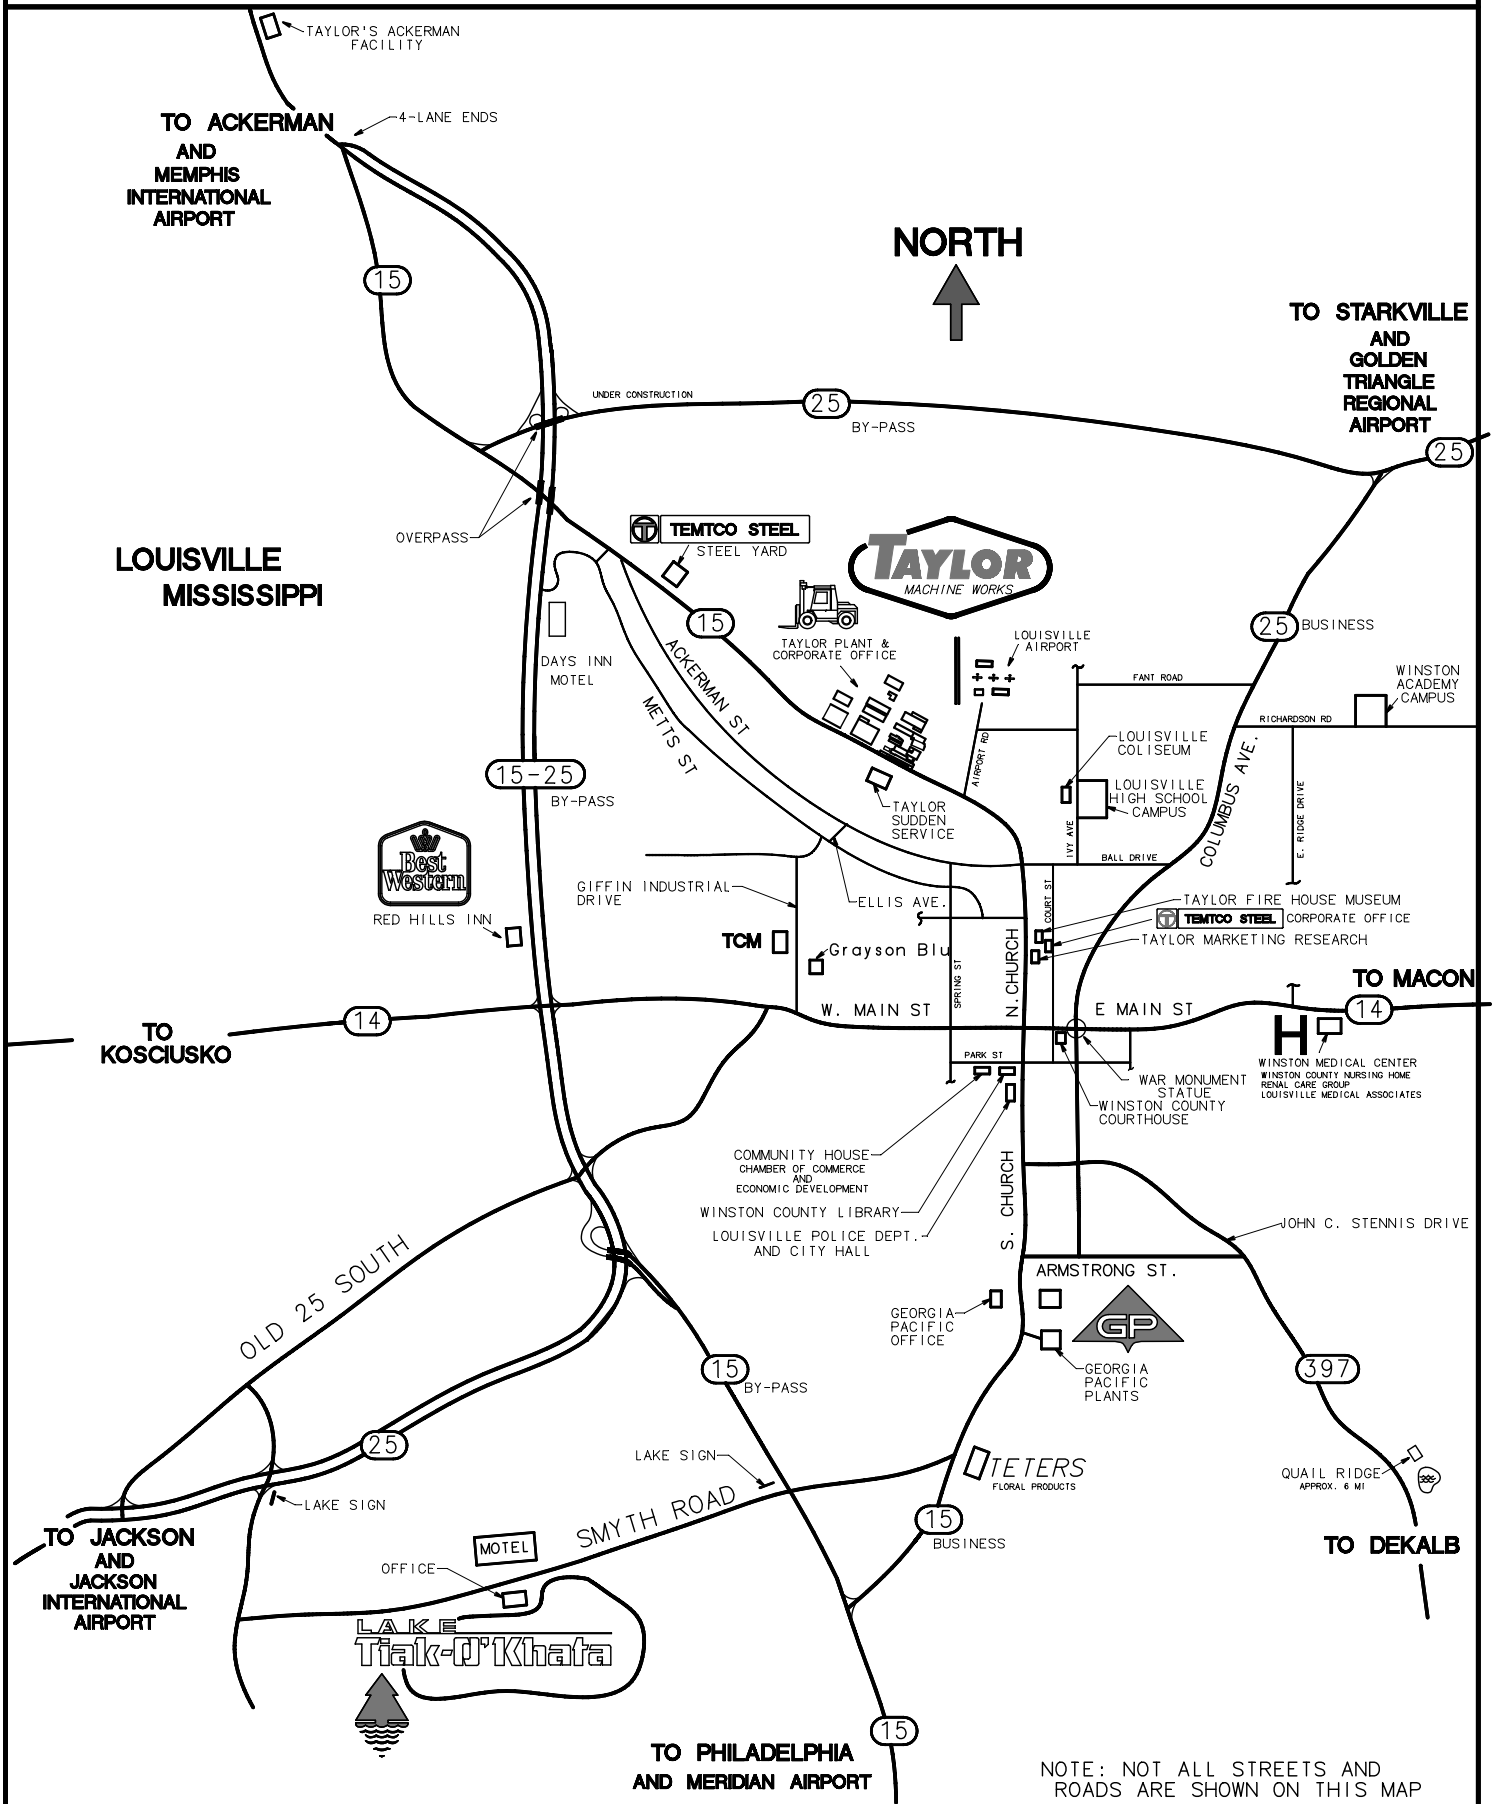 TAYLOR'S ACKERMAN
FACILITY
TO ACKERMAN
AND
MEMPHIS
INTERNATIONAL
AIRPORT
4-LANE ENDS
15
NORTH
TO STARKVILLE
AND
GOLDEN
TRIANGLE
REGIONAL
AIRPORT
25
UNDER CONSTRUCTION
25
BY-PASS
OVERPASS
LOUISVILLE
MISSISSIPPI
TEMTCO STEEL
STEEL YARD
TAYLOR
MACHINE WORKS
15
TAYLOR PLANT &
CORPORATE OFFICE
LOUISVILLE
AIRPORT
25
BUSINESS
DAYS INN
MOTEL
ACKERMAN ST
METTS ST
FANT ROAD
WINSTON
ACADEMY
CAMPUS
RICHARDSON RD
AIRPORT RD
LOUISVILLE
COLISEUM
LOUISVILLE
HIGH SCHOOL
CAMPUS
COLUMBUS AVE.
E. RIDGE DRIVE
15-25
BY-PASS
TAYLOR
SUDDEN
SERVICE
IVY AVE
BALL DRIVE
Best
Western
RED HILLS INN
GIFFIN INDUSTRIAL
DRIVE
ELLIS AVE.
COURT ST
TAYLOR FIRE HOUSE MUSEUM
TEMTCO STEEL
CORPORATE OFFICE
TAYLOR MARKETING RESEARCH
TCM
Grayson Blu
SPRING ST
N. CHURCH
TO MACON
14
TO
KOSCIUSKO
14
W. MAIN ST
E MAIN ST
PARK ST
H
WINSTON MEDICAL CENTER
WINSTON COUNTY NURSING HOME
RENAL CARE GROUP
LOUISVILLE MEDICAL ASSOCIATES
WAR MONUMENT
STATUE
WINSTON COUNTY
COURTHOUSE
COMMUNITY HOUSE
CHAMBER OF COMMERCE
AND
ECONOMIC DEVELOPMENT
WINSTON COUNTY LIBRARY
LOUISVILLE POLICE DEPT.
AND CITY HALL
S. CHURCH
JOHN C. STENNIS DRIVE
ARMSTRONG ST.
OLD 25 SOUTH
GEORGIA
PACIFIC
OFFICE
GP
GEORGIA
PACIFIC
PLANTS
15
BY-PASS
397
25
LAKE SIGN
TETERS
FLORAL PRODUCTS
QUAIL RIDGE
APPROX. 6 MI
LAKE SIGN
SMYTH ROAD
15
BUSINESS
TO JACKSON
AND
JACKSON
INTERNATIONAL
AIRPORT
MOTEL
OFFICE
TO DEKALB
LAKE
Tiak-O'Khata
15
TO PHILADELPHIA
AND MERIDIAN AIRPORT
NOTE: NOT ALL STREETS AND
ROADS ARE SHOWN ON THIS MAP